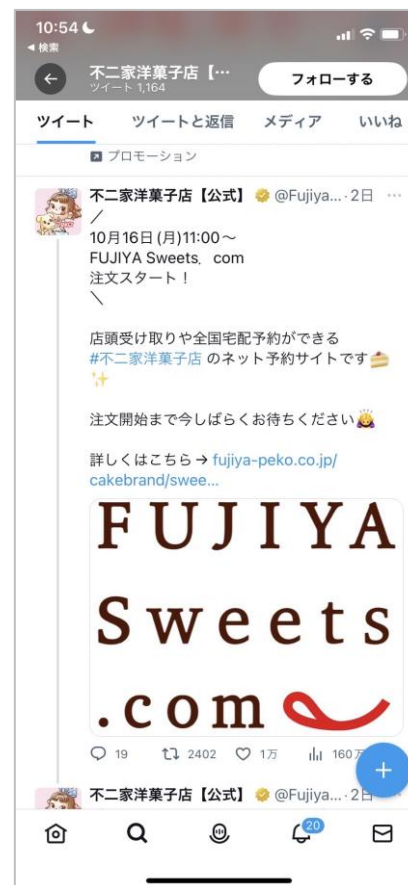 10:54
◀ 検索
不二家洋菓子店【…
ツイート 1,164
フォローする
ツイート ツイートと返信 メディア いいね
プロモーション
不二家洋菓子店【公式】 @Fujiya... · 2日 …
/
10月16日(月)11:00〜
FUJIYA Sweets．com
注文スタート！
\
店頭受け取りや全国宅配予約ができる
#不二家洋菓子店 のネット予約サイトです🍰
✨
注文開始まで今しばらくお待ちください🙇
詳しくはこちら→ fujiya-peko.co.jp/
cakebrand/swee...
FUJIYA
Sweets
.com
19 2402 1万 160万
不二家洋菓子店【公式】 @Fujiya... · 2日
20